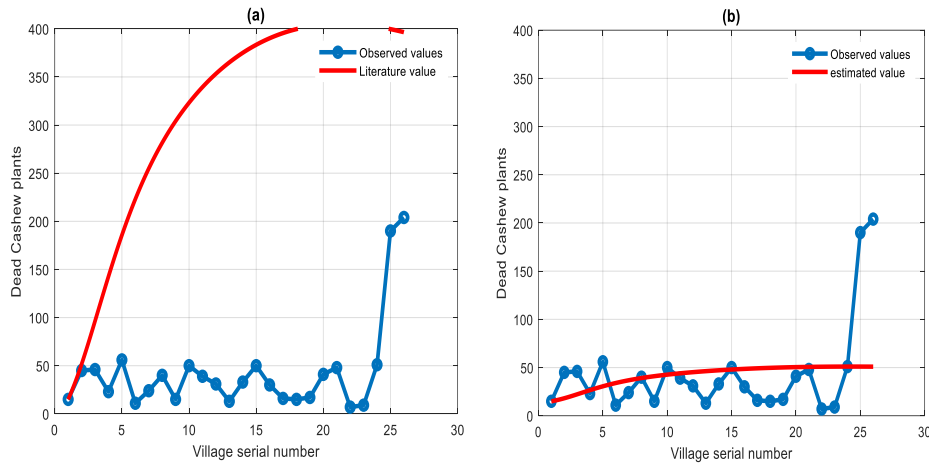 (a)
400
350
300
250
200
150
100
50
0
Dead Cashew plants
Observed values
Literature value
0 5 10 15 20 25 30
Village serial number
(b)
400
350
300
250
200
150
100
50
0
Dead Cashew plants
Observed values
estimated value
0 5 10 15 20 25 30
Village serial number